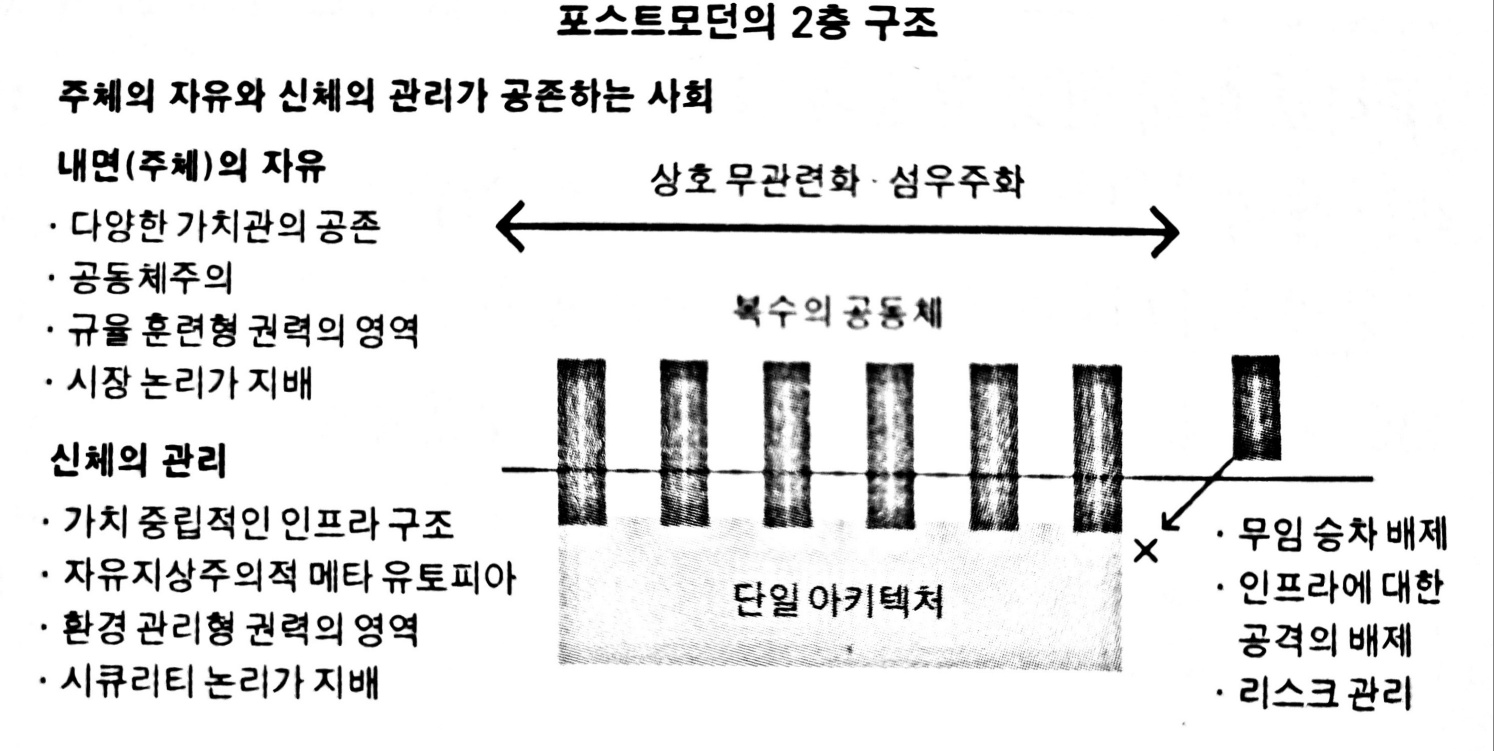 포스트모던의 2층 구조
주체의 자유와 신체의 관리가 공존하는 사회
내면(주체)의 자유
· 다양한 가치관의 공존
· 공동체주의
· 규율 훈련형 권력의 영역
· 시장 논리가 지배
신체의 관리
· 가치 중립적인 인프라 구조
· 자유지상주의적 메타 유토피아
· 환경 관리형 권력의 영역
· 시큐리티 논리가 지배
상호 무관련화 · 섬우주화
복수의 공동체
단일 아키텍처
×
· 무임 승차 배제
· 인프라에 대한
공격의 배제
· 리스크 관리